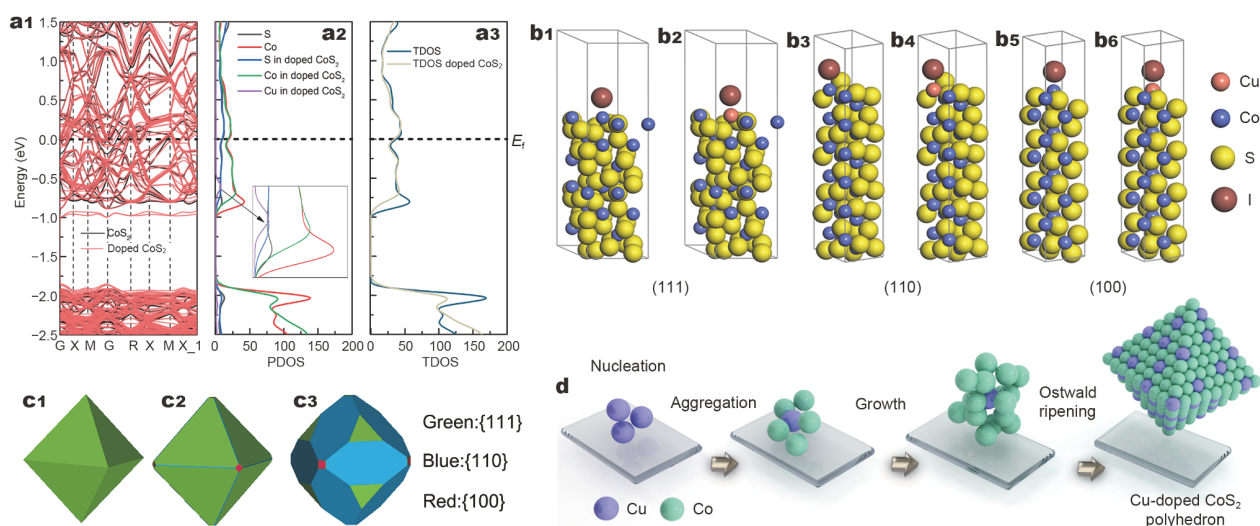 a1
a2
a3
1.5
1.0
0.5
0.0
-0.5
-1.0
-1.5
-2.0
-2.5
Energy (eV)
CoS₂
Doped CoS₂
G X M G R X M X_1
S
Co
S in doped CoS₂
Co in doped CoS₂
Cu in doped CoS₂
0 50 100 150 200
PDOS
TDOS
TDOS doped CoS₂
E_f
0 50 100 150 200
TDOS
b1
b2
b3
b4
b5
b6
Cu
Co
S
I
(111)
(110)
(100)
c1
c2
c3
Green:{111}
Blue:{110}
Red:{100}
d
Nucleation
Aggregation
Growth
Ostwald
ripening
Cu
Co
Cu-doped CoS₂
polyhedron